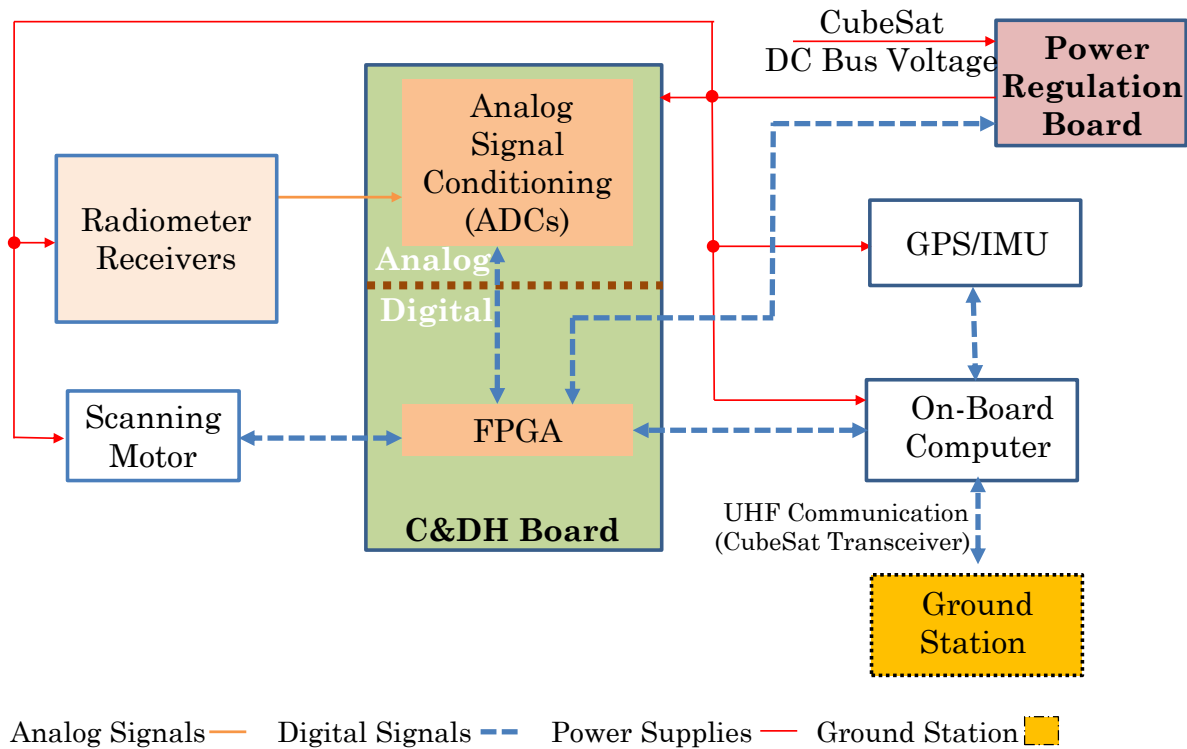 CubeSat
DC Bus Voltage
Power
Regulation
Board
Analog
Signal
Conditioning
(ADCs)
Radiometer
Receivers
GPS/IMU
Analog
Digital
Scanning
Motor
FPGA
On-Board
Computer
C&DH Board
UHF Communication
(CubeSat Transceiver)
Ground
Station
Analog Signals Digital Signals Power Supplies Ground Station